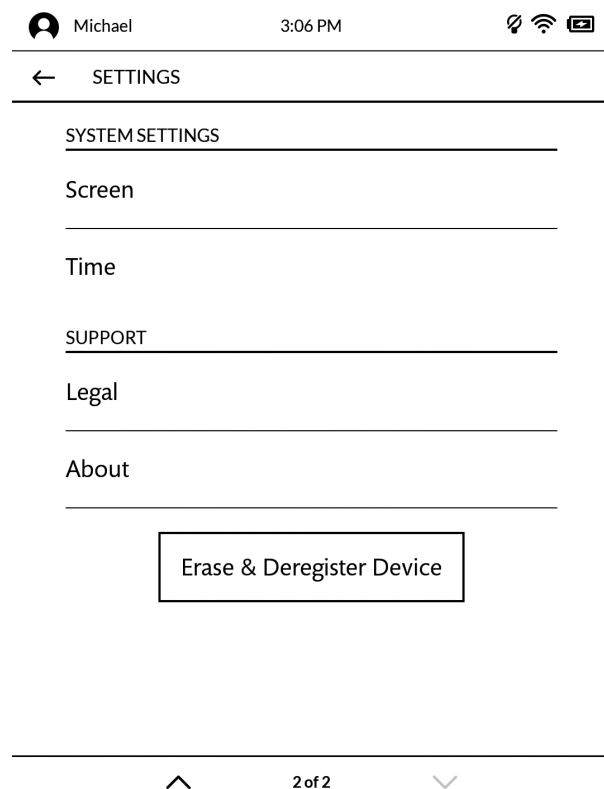 Michael
3:06 PM
SETTINGS
SYSTEM SETTINGS
Screen
Time
SUPPORT
Legal
About
Erase & Deregister Device
2 of 2